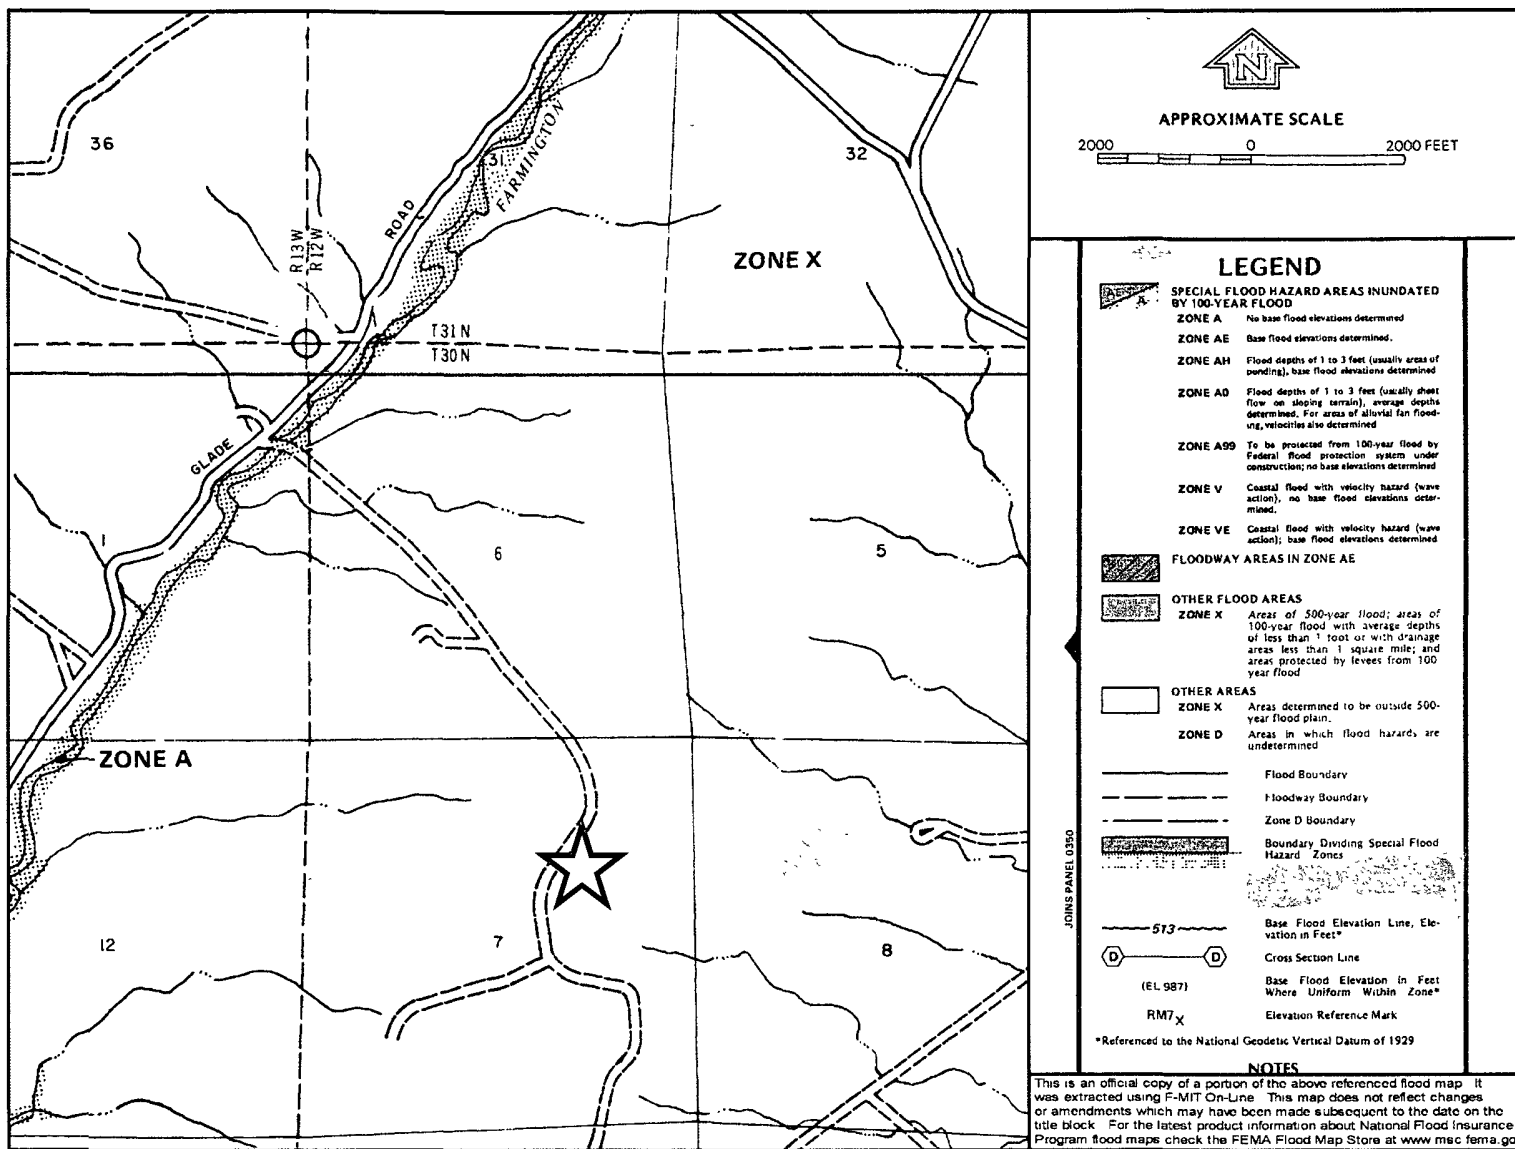 36
31
32
FARMINGTON
ROAD
R13W
R12W
ZONE X
T31N
T30N
GLADE
1
6
5
ZONE A
12
7
8
N
APPROXIMATE SCALE
2000 0 2000 FEET
JOINS PANEL 0350
LEGEND
SPECIAL FLOOD HAZARD AREAS INUNDATED
BY 100-YEAR FLOOD
ZONE A No base flood elevations determined
ZONE AE Base flood elevations determined.
ZONE AH Flood depths of 1 to 3 feet (usually areas of
ponding), base flood elevations determined
ZONE AO Flood depths of 1 to 3 feet (usually sheet
flow on sloping terrain), average depths
determined. For areas of alluvial fan flood-
ing, velocities also determined
ZONE A99 To be protected from 100-year flood by
Federal flood protection system under
construction; no base elevations determined
ZONE V Coastal flood with velocity hazard (wave
action), no base flood elevations deter-
mined.
ZONE VE Coastal flood with velocity hazard (wave
action); base flood elevations determined
FLOODWAY AREAS IN ZONE AE
OTHER FLOOD AREAS
ZONE X Areas of 500-year flood; areas of
100-year flood with average depths
of less than 1 foot or with drainage
areas less than 1 square mile; and
areas protected by levees from 100
year flood
OTHER AREAS
ZONE X Areas determined to be outside 500-
year flood plain.
ZONE D Areas in which flood hazards are
undetermined
Flood Boundary
Floodway Boundary
Zone D Boundary
Boundary Dividing Special Flood
Hazard Zones
513 Base Flood Elevation Line, Ele-
vation in Feet*
D D Cross Section Line
(EL 987) Base Flood Elevation in Feet
Where Uniform Within Zone*
RM7X Elevation Reference Mark
*Referenced to the National Geodetic Vertical Datum of 1929
NOTES
This is an official copy of a portion of the above referenced flood map It
was extracted using F-MIT On-Line This map does not reflect changes
or amendments which may have been made subsequent to the date on the
title block For the latest product information about National Flood Insurance
Program flood maps check the FEMA Flood Map Store at www msc fema.go